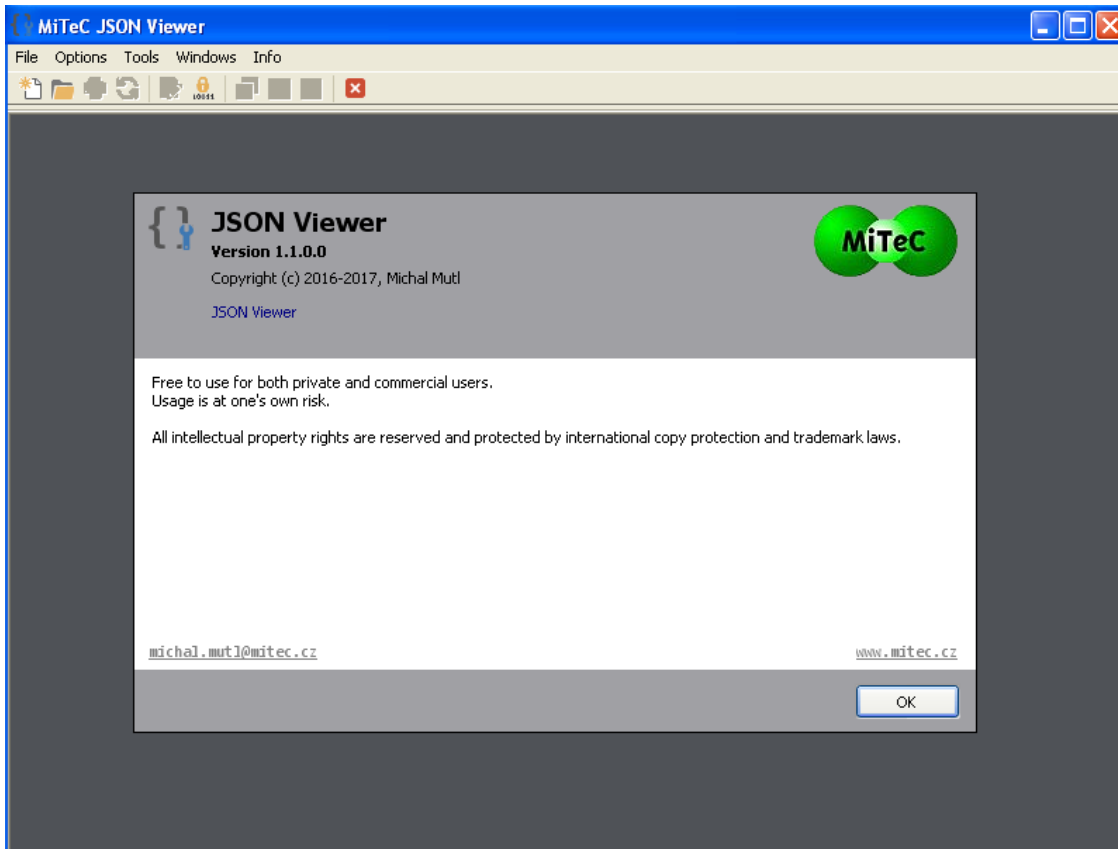 MiTeC JSON Viewer
File Options Tools Windows Info
10011
JSON Viewer
Version 1.1.0.0
Copyright (c) 2016-2017, Michal Mutl
JSON Viewer
MiTeC
Free to use for both private and commercial users.
Usage is at one's own risk.
All intellectual property rights are reserved and protected by international copy protection and trademark laws.
michal.mutl@mitec.cz
www.mitec.cz
OK